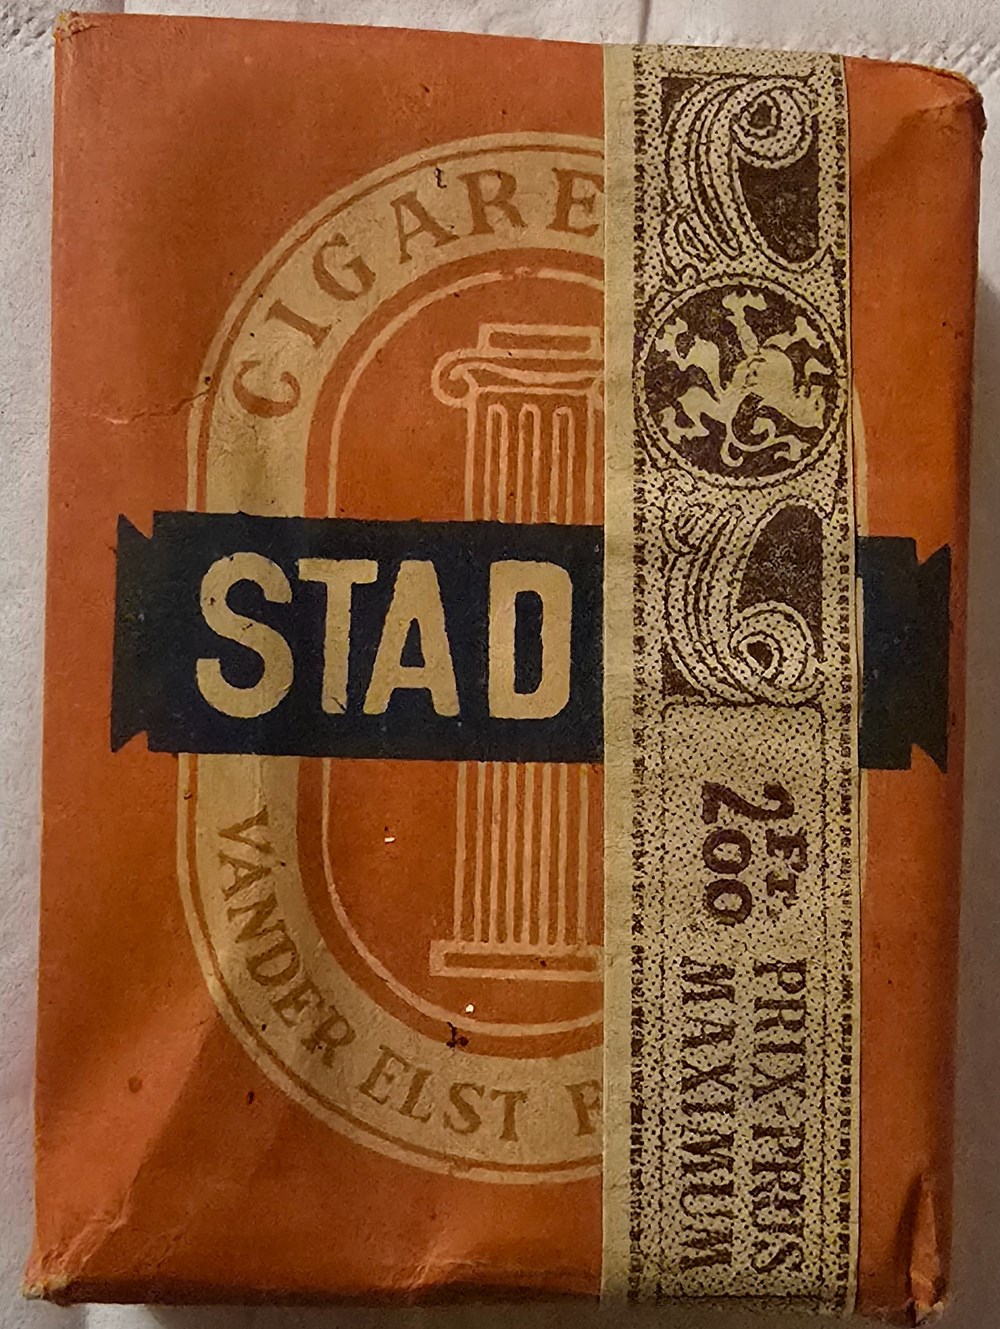 CIGARE
STAD
VANDER ELST F
2Fr. PRIX-PRIJS
200 MAXIMUM